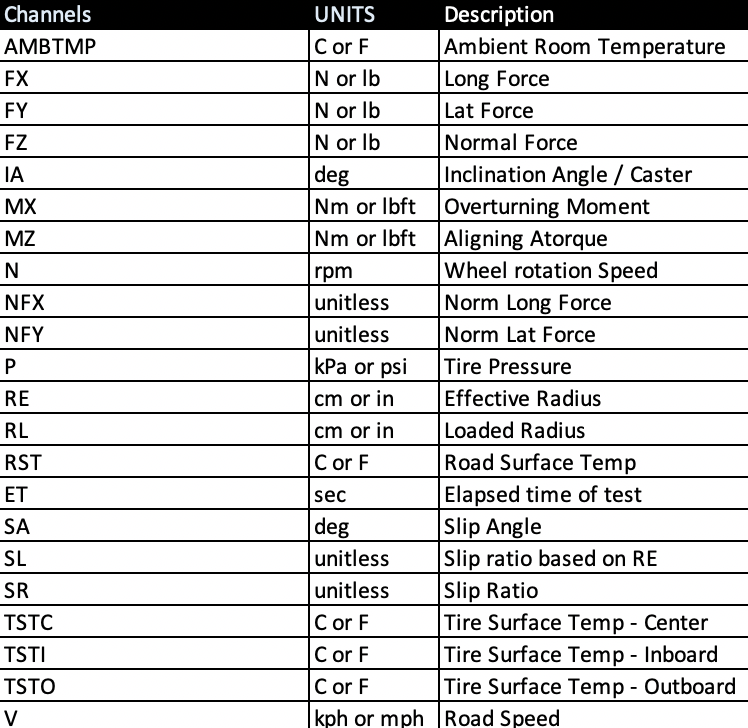 Channels UNITS Description
AMBTMP C or F Ambient Room Temperature
FX N or lb Long Force
FY N or lb Lat Force
FZ N or lb Normal Force
IA deg Inclination Angle / Caster
MX Nm or lbft Overturning Moment
MZ Nm or lbft Aligning Atorque
N rpm Wheel rotation Speed
NFX unitless Norm Long Force
NFY unitless Norm Lat Force
P kPa or psi Tire Pressure
RE cm or in Effective Radius
RL cm or in Loaded Radius
RST C or F Road Surface Temp
ET sec Elapsed time of test
SA deg Slip Angle
SL unitless Slip ratio based on RE
SR unitless Slip Ratio
TSTC C or F Tire Surface Temp - Center
TSTI C or F Tire Surface Temp - Inboard
TSTO C or F Tire Surface Temp - Outboard
V kph or mph Road Speed